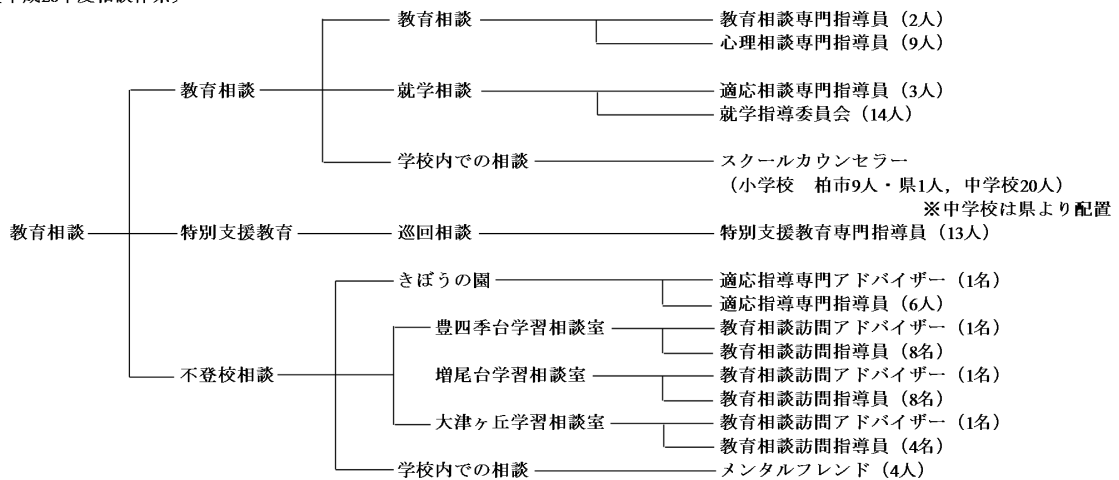 教育相談
教育相談専門指導員（2人）
心理相談専門指導員（9人）
教育相談
就学相談
適応相談専門指導員（3人）
就学指導委員会（14人）
学校内での相談
スクールカウンセラー
（小学校　柏市9人・県1人，中学校20人）
※中学校は県より配置
教育相談
特別支援教育
巡回相談
特別支援教育専門指導員（13人）
きぼうの園
適応指導専門アドバイザー（1名）
適応指導専門指導員（6人）
豊四季台学習相談室
教育相談訪問アドバイザー（1名）
教育相談訪問指導員（8名）
不登校相談
増尾台学習相談室
教育相談訪問アドバイザー（1名）
教育相談訪問指導員（8名）
大津ヶ丘学習相談室
教育相談訪問アドバイザー（1名）
教育相談訪問指導員（4名）
学校内での相談
メンタルフレンド（4人）